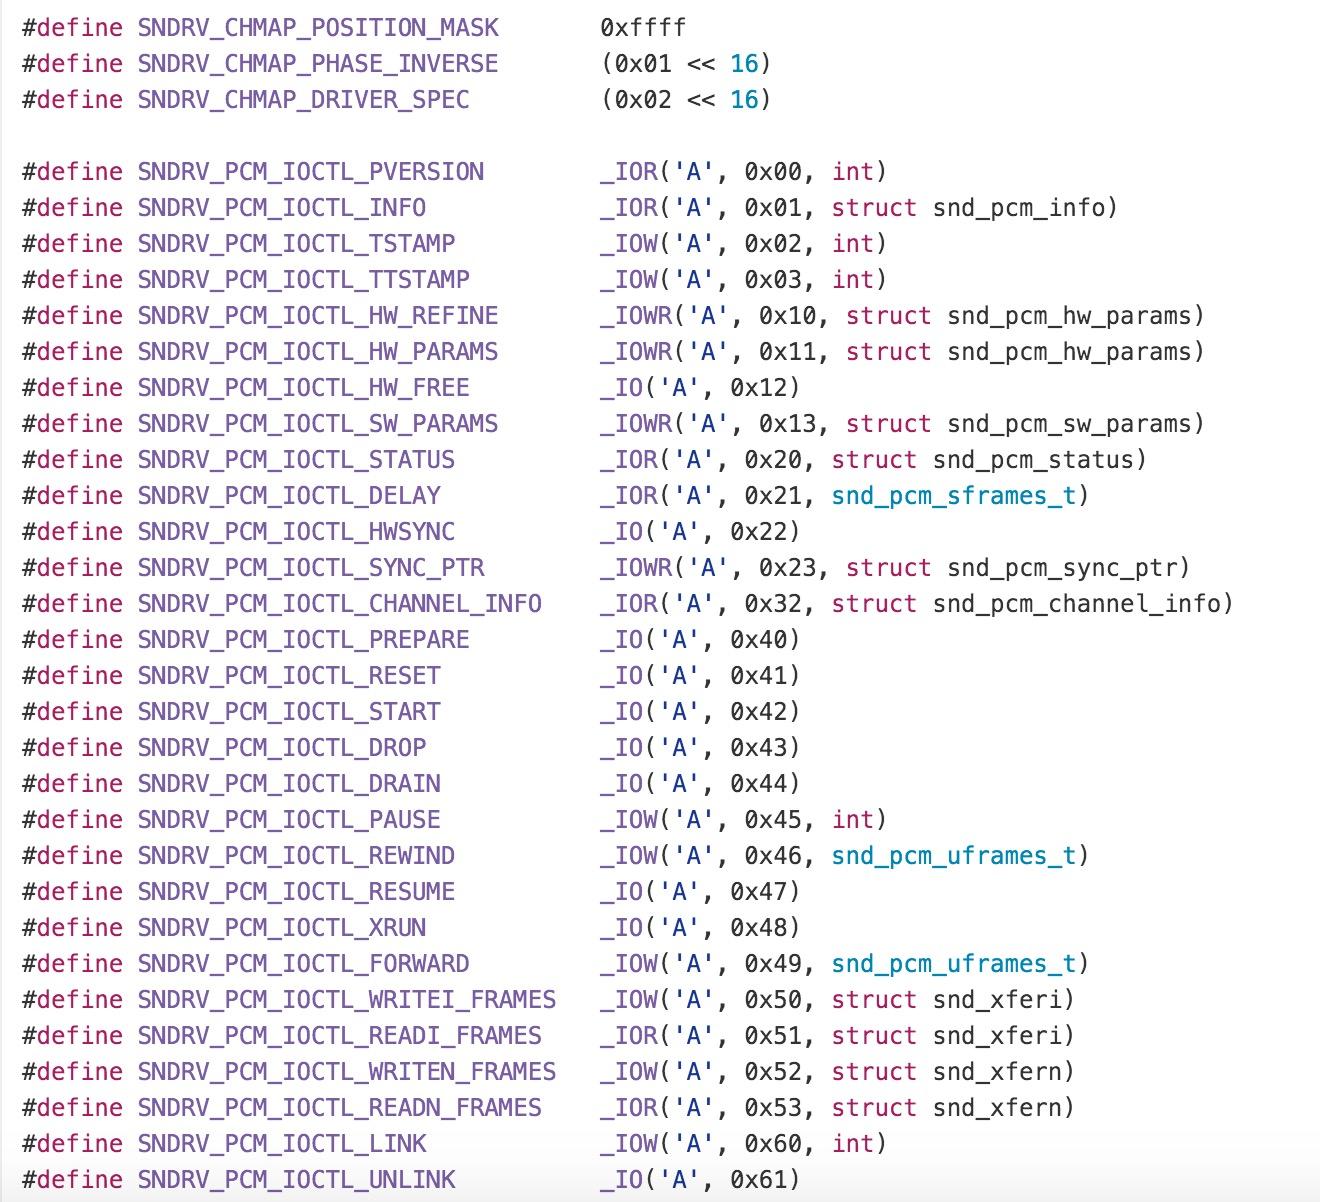 #define SNDRV_CHMAP_POSITION_MASK 0xffff
#define SNDRV_CHMAP_PHASE_INVERSE (0x01 << 16)
#define SNDRV_CHMAP_DRIVER_SPEC (0x02 << 16)
#define SNDRV_PCM_IOCTL_PVERSION _IOR('A', 0x00, int)
#define SNDRV_PCM_IOCTL_INFO _IOR('A', 0x01, struct snd_pcm_info)
#define SNDRV_PCM_IOCTL_TSTAMP _IOW('A', 0x02, int)
#define SNDRV_PCM_IOCTL_TTSTAMP _IOW('A', 0x03, int)
#define SNDRV_PCM_IOCTL_HW_REFINE _IOWR('A', 0x10, struct snd_pcm_hw_params)
#define SNDRV_PCM_IOCTL_HW_PARAMS _IOWR('A', 0x11, struct snd_pcm_hw_params)
#define SNDRV_PCM_IOCTL_HW_FREE _IO('A', 0x12)
#define SNDRV_PCM_IOCTL_SW_PARAMS _IOWR('A', 0x13, struct snd_pcm_sw_params)
#define SNDRV_PCM_IOCTL_STATUS _IOR('A', 0x20, struct snd_pcm_status)
#define SNDRV_PCM_IOCTL_DELAY _IOR('A', 0x21, snd_pcm_sframes_t)
#define SNDRV_PCM_IOCTL_HWSYNC _IO('A', 0x22)
#define SNDRV_PCM_IOCTL_SYNC_PTR _IOWR('A', 0x23, struct snd_pcm_sync_ptr)
#define SNDRV_PCM_IOCTL_CHANNEL_INFO _IOR('A', 0x32, struct snd_pcm_channel_info)
#define SNDRV_PCM_IOCTL_PREPARE _IO('A', 0x40)
#define SNDRV_PCM_IOCTL_RESET _IO('A', 0x41)
#define SNDRV_PCM_IOCTL_START _IO('A', 0x42)
#define SNDRV_PCM_IOCTL_DROP _IO('A', 0x43)
#define SNDRV_PCM_IOCTL_DRAIN _IO('A', 0x44)
#define SNDRV_PCM_IOCTL_PAUSE _IOW('A', 0x45, int)
#define SNDRV_PCM_IOCTL_REWIND _IOW('A', 0x46, snd_pcm_uframes_t)
#define SNDRV_PCM_IOCTL_RESUME _IO('A', 0x47)
#define SNDRV_PCM_IOCTL_XRUN _IO('A', 0x48)
#define SNDRV_PCM_IOCTL_FORWARD _IOW('A', 0x49, snd_pcm_uframes_t)
#define SNDRV_PCM_IOCTL_WRITEI_FRAMES _IOW('A', 0x50, struct snd_xferi)
#define SNDRV_PCM_IOCTL_READI_FRAMES _IOR('A', 0x51, struct snd_xferi)
#define SNDRV_PCM_IOCTL_WRITEN_FRAMES _IOW('A', 0x52, struct snd_xfern)
#define SNDRV_PCM_IOCTL_READN_FRAMES _IOR('A', 0x53, struct snd_xfern)
#define SNDRV_PCM_IOCTL_LINK _IOW('A', 0x60, int)
#define SNDRV_PCM_IOCTL_UNLINK _IO('A', 0x61)